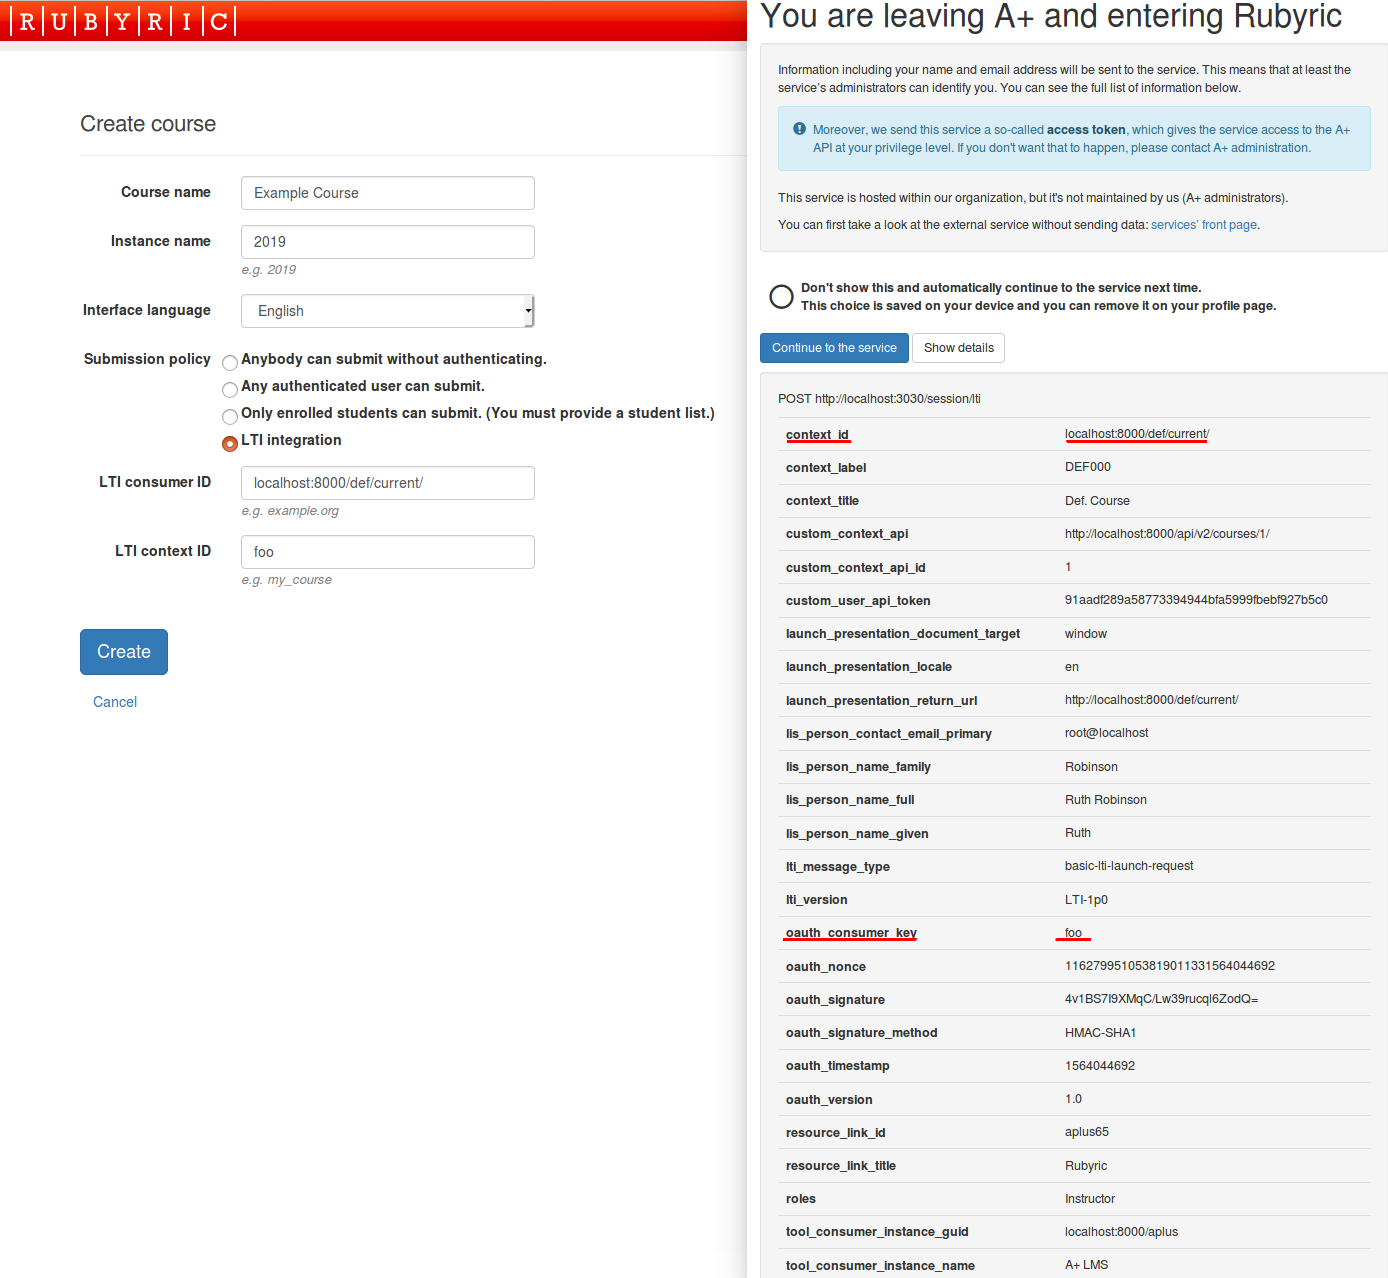 RUBYRIC
Create course
Course name
Example Course
Instance name
2019
e.g. 2019
Interface language
English
Submission policy
Anybody can submit without authenticating.
Any authenticated user can submit.
Only enrolled students can submit. (You must provide a student list.)
LTI integration
LTI consumer ID
localhost:8000/def/current/
e.g. example.org
LTI context ID
foo
e.g. my_course
Create
Cancel
You are leaving A+ and entering Rubyric
Information including your name and email address will be sent to the service. This means that at least the
service's administrators can identify you. You can see the full list of information below.
Moreover, we send this service a so-called access token, which gives the service access to the A+
API at your privilege level. If you don't want that to happen, please contact A+ administration.
This service is hosted within our organization, but it's not maintained by us (A+ administrators).
You can first take a look at the external service without sending data: services' front page.
Don't show this and automatically continue to the service next time.
This choice is saved on your device and you can remove it on your profile page.
Continue to the service
Show details
POST http://localhost:3030/session/lti
context_id localhost:8000/def/current/
context_label DEF000
context_title Def. Course
custom_context_api http://localhost:8000/api/v2/courses/1/
custom_context_api_id 1
custom_user_api_token 91aadf289a58773394944bfa5999fbebf927b5c0
launch_presentation_document_target window
launch_presentation_locale en
launch_presentation_return_url http://localhost:8000/def/current/
lis_person_contact_email_primary root@localhost
lis_person_name_family Robinson
lis_person_name_full Ruth Robinson
lis_person_name_given Ruth
lti_message_type basic-lti-launch-request
lti_version LTI-1p0
oauth_consumer_key foo
oauth_nonce 116279951053819011331564044692
oauth_signature 4v1BS7I9XMqC/Lw39rucql6ZodQ=
oauth_signature_method HMAC-SHA1
oauth_timestamp 1564044692
oauth_version 1.0
resource_link_id aplus65
resource_link_title Rubyric
roles Instructor
tool_consumer_instance_guid localhost:8000/aplus
tool_consumer_instance_name A+ LMS